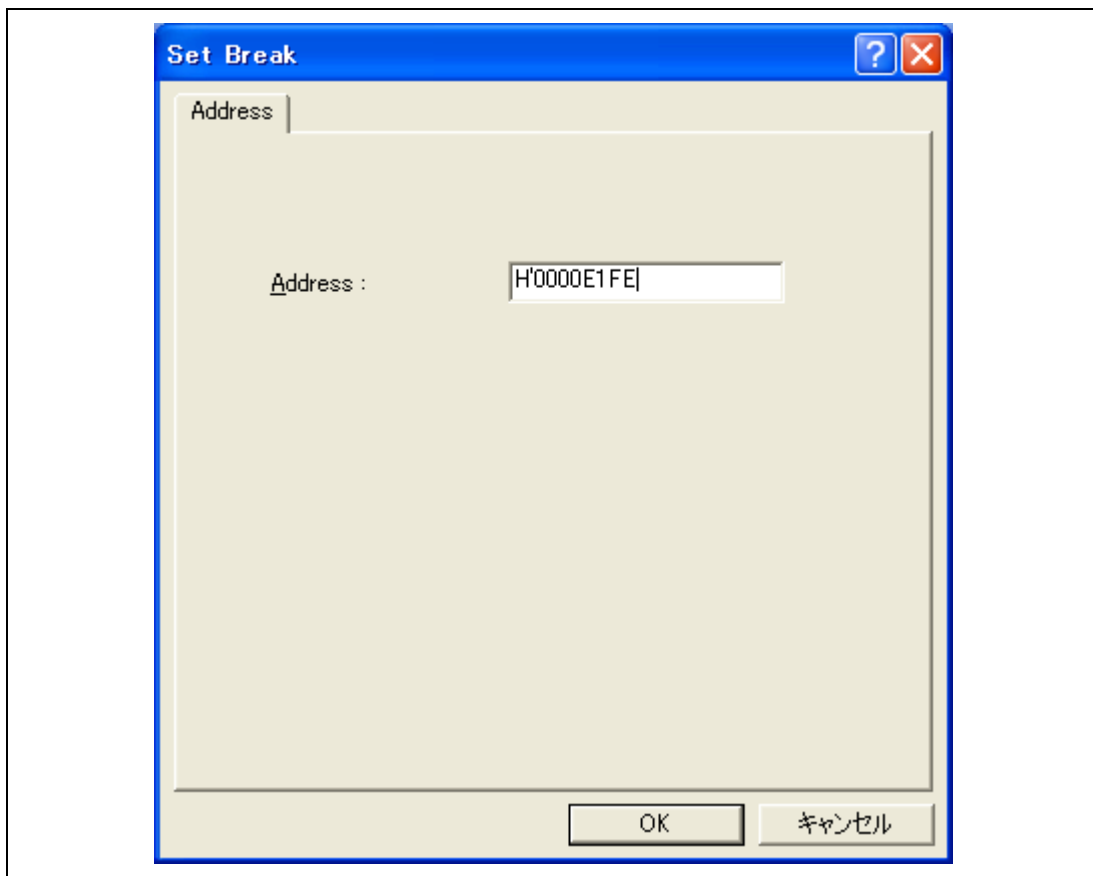 Set Break
Address
Address : H'0000E1FE
OK キャンセル